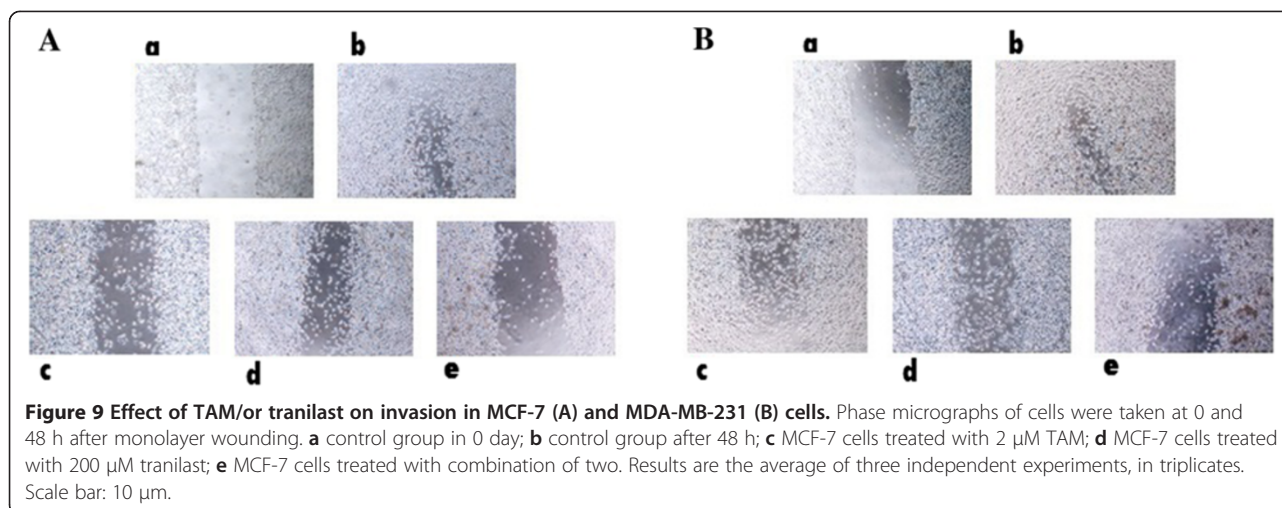 A
B
a
b
a
b
c
d
e
c
d
e
Figure 9 Effect of TAM/or tranilast on invasion in MCF-7 (A) and MDA-MB-231 (B) cells. Phase micrographs of cells were taken at 0 and
48 h after monolayer wounding. a control group in 0 day; b control group after 48 h; c MCF-7 cells treated with 2 μM TAM; d MCF-7 cells treated
with 200 μM tranilast; e MCF-7 cells treated with combination of two. Results are the average of three independent experiments, in triplicates.
Scale bar: 10 μm.